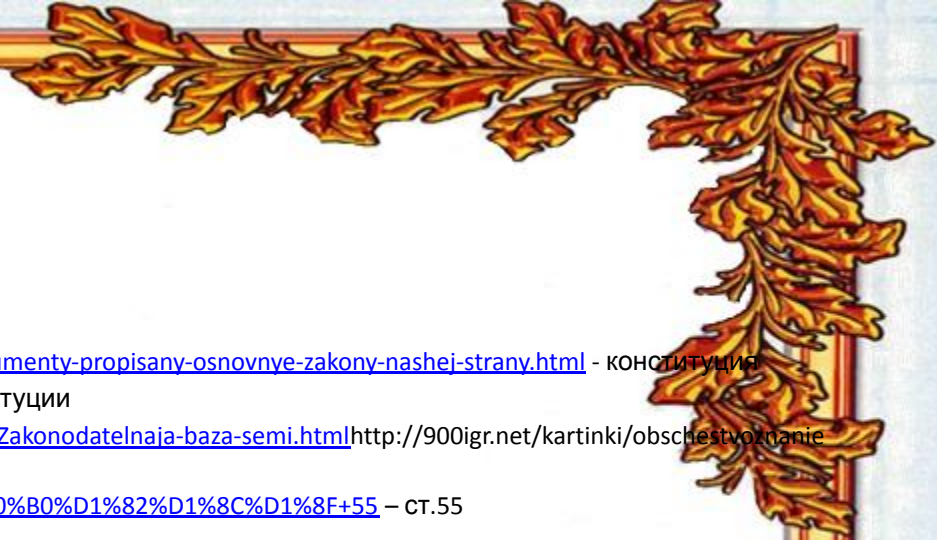 umenty-propisany-osnovnye-zakony-nashej-strany.html - конституция
туции
Zakonodatelnaja-baza-semi.htmlhttp://900igr.net/kartinki/obschestvoznanie
0%B0%D1%82%D1%8C%D1%8F+55 – ст.55